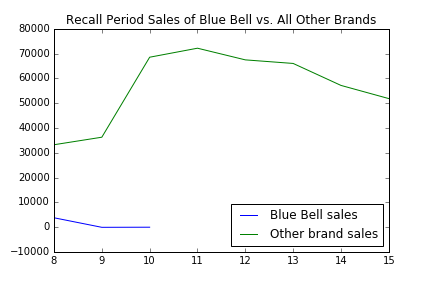 Recall Period Sales of Blue Bell vs. All Other Brands
80000
70000
60000
50000
40000
30000
20000
10000
0
−10000
8 9 10 11 12 13 14 15
Blue Bell sales
Other brand sales